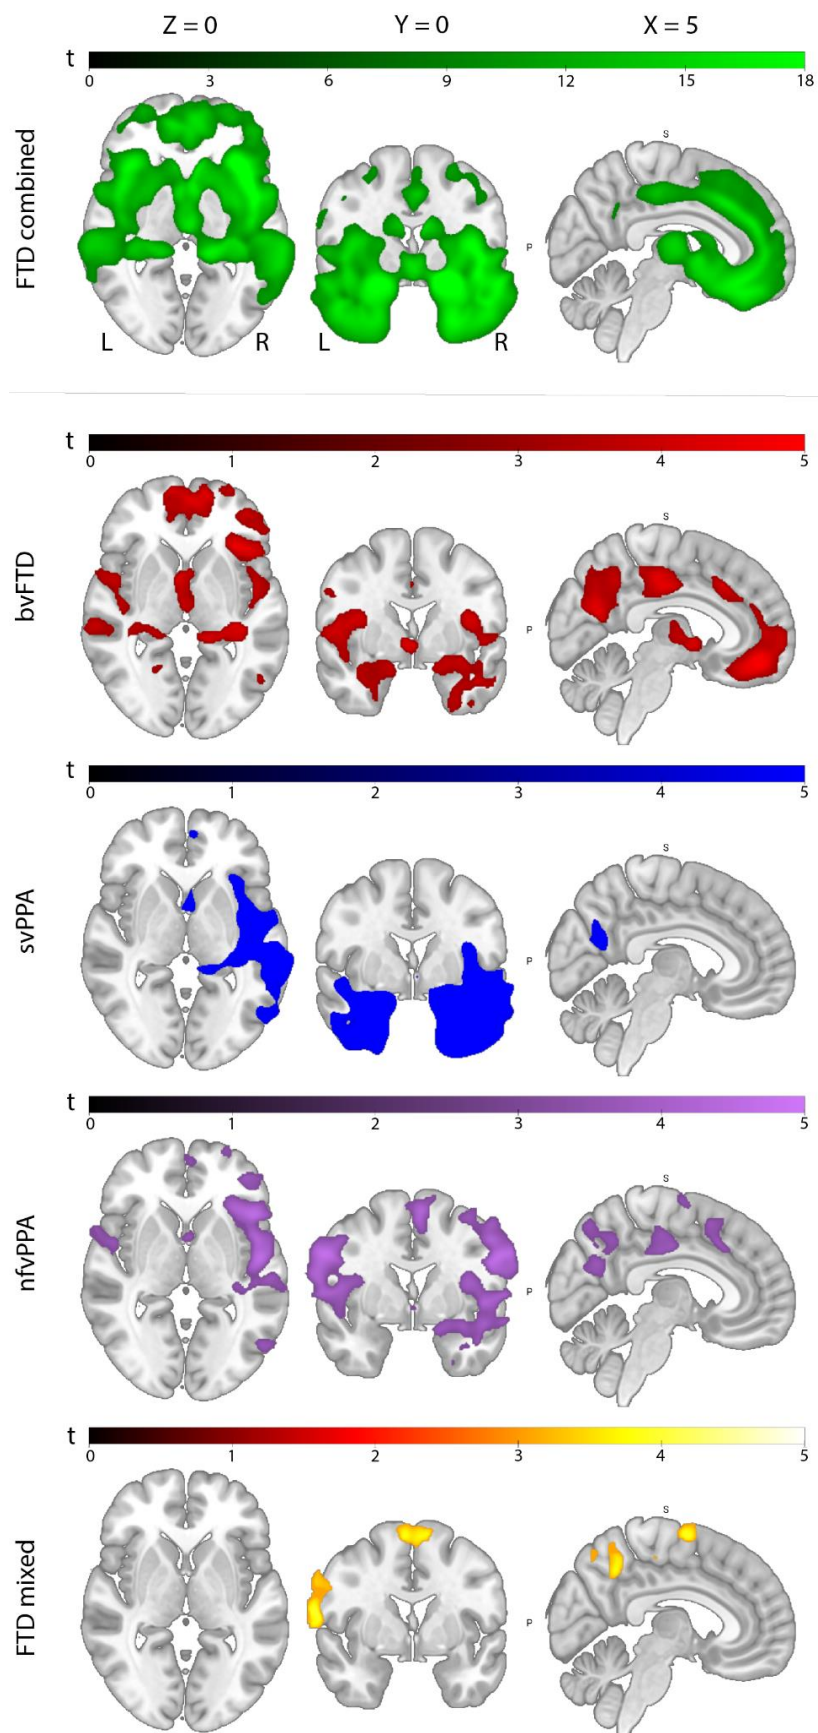 Z = 0 Y = 0 X = 5
t
0 3 6 9 12 15 18
FTD combined
S
P
L R L R
t
0 1 2 3 4 5
bvFTD
S
P
t
0 1 2 3 4 5
svPPA
S
P
t
0 1 2 3 4 5
nfvPPA
S
P
t
0 1 2 3 4 5
FTD mixed
S
P